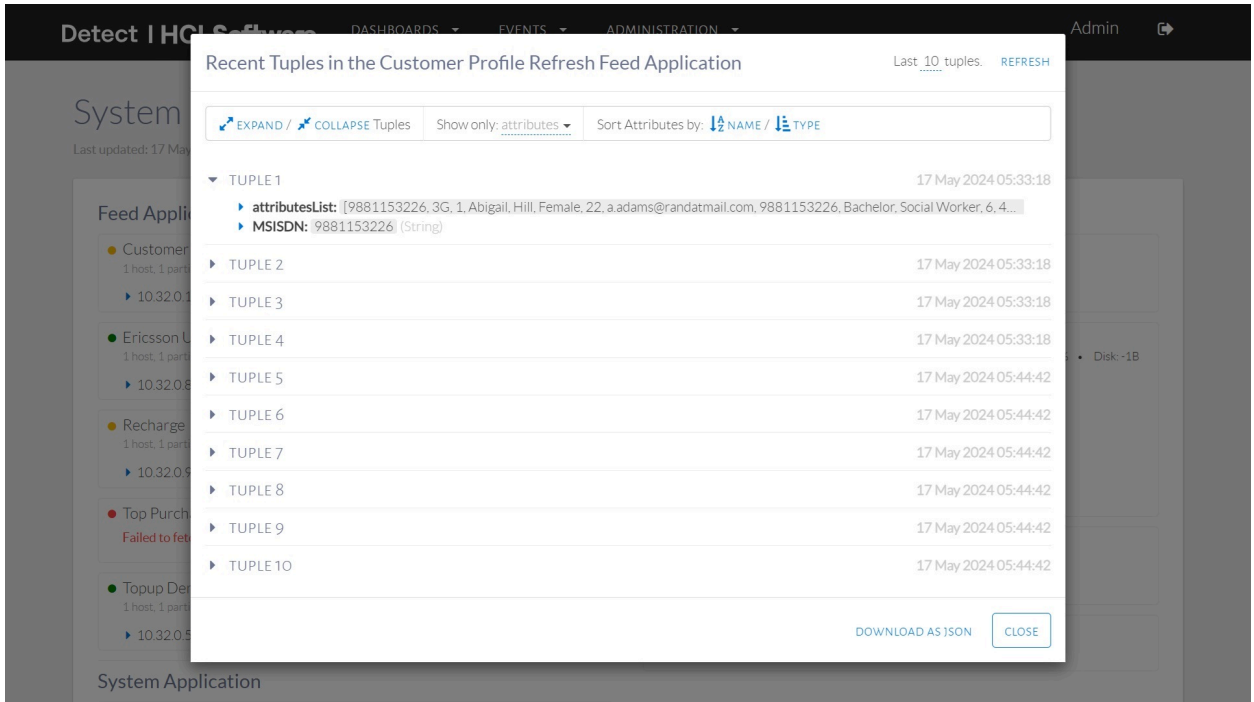 Detect | HCL Software DASHBOARDS EVENTS ADMINISTRATION Admin
Recent Tuples in the Customer Profile Refresh Feed Application Last 10 tuples. REFRESH
System
Last updated: 17 May
EXPAND / COLLAPSE Tuples Show only: attributes Sort Attributes by: NAME / TYPE
TUPLE 1 17 May 2024 05:33:18
attributesList: [9881153226, 3G, 1, Abigail, Hill, Female, 22, a.adams@randatmail.com, 9881153226, Bachelor, Social Worker, 6, 4...
MSISDN: 9881153226 (String)
TUPLE 2 17 May 2024 05:33:18
TUPLE 3 17 May 2024 05:33:18
TUPLE 4 17 May 2024 05:33:18
TUPLE 5 17 May 2024 05:44:42
TUPLE 6 17 May 2024 05:44:42
TUPLE 7 17 May 2024 05:44:42
TUPLE 8 17 May 2024 05:44:42
TUPLE 9 17 May 2024 05:44:42
TUPLE 10 17 May 2024 05:44:42
DOWNLOAD AS JSON CLOSE
Feed Appli
Customer
1 host, 1 parti
10.32.0.1
Ericsson U
1 host, 1 parti
Disk: -1B
10.32.0.8
Recharge
1 host, 1 parti
10.32.0.9
Top Purch
Failed to fet
Topup Der
1 host, 1 parti
10.32.0.5
System Application